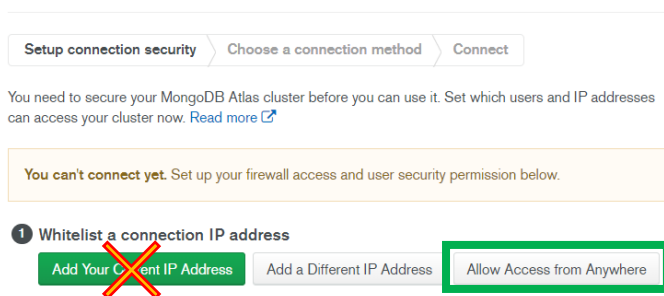 Setup connection security Choose a connection method Connect
You need to secure your MongoDB Atlas cluster before you can use it. Set which users and IP addresses
can access your cluster now. Read more
You can't connect yet. Set up your firewall access and user security permission below.
1 Whitelist a connection IP address
Add Your Current IP Address Add a Different IP Address Allow Access from Anywhere